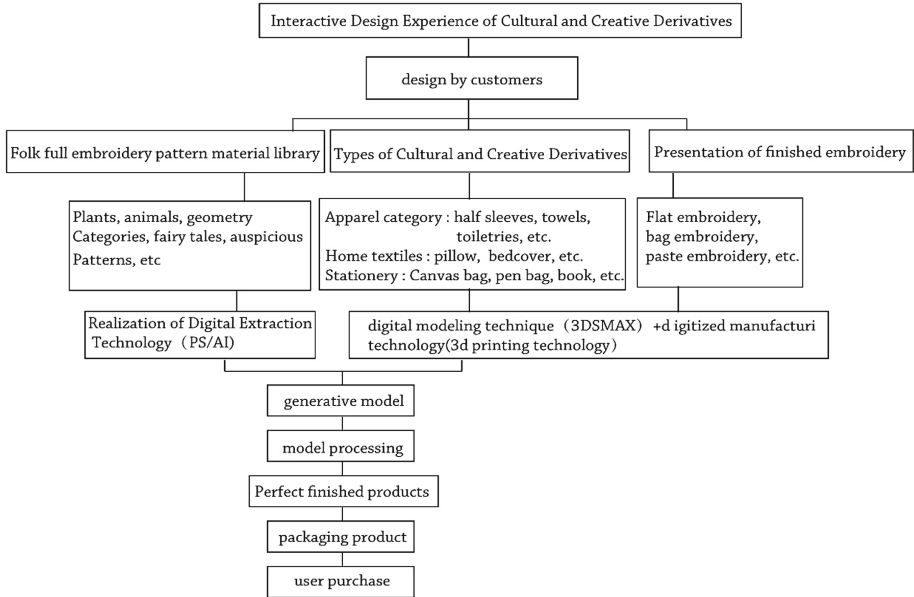 Interactive Design Experience of Cultural and Creative Derivatives
design by customers
Folk full embroidery pattern material library
Types of Cultural and Creative Derivatives
Presentation of finished embroidery
Plants, animals, geometry
Categories, fairy tales, auspicious
Patterns, etc
Apparel category : half sleeves, towels,
toiletries, etc.
Home textiles : pillow, bedcover, etc.
Stationery : Canvas bag, pen bag, book, etc.
Flat embroidery,
bag embroidery,
paste embroidery, etc.
Realization of Digital Extraction
Technology（PS/AI)
digital modeling technique（3DSMAX）+d igitized manufacturi
technology(3d printing technology）
generative model
model processing
Perfect finished products
packaging product
user purchase